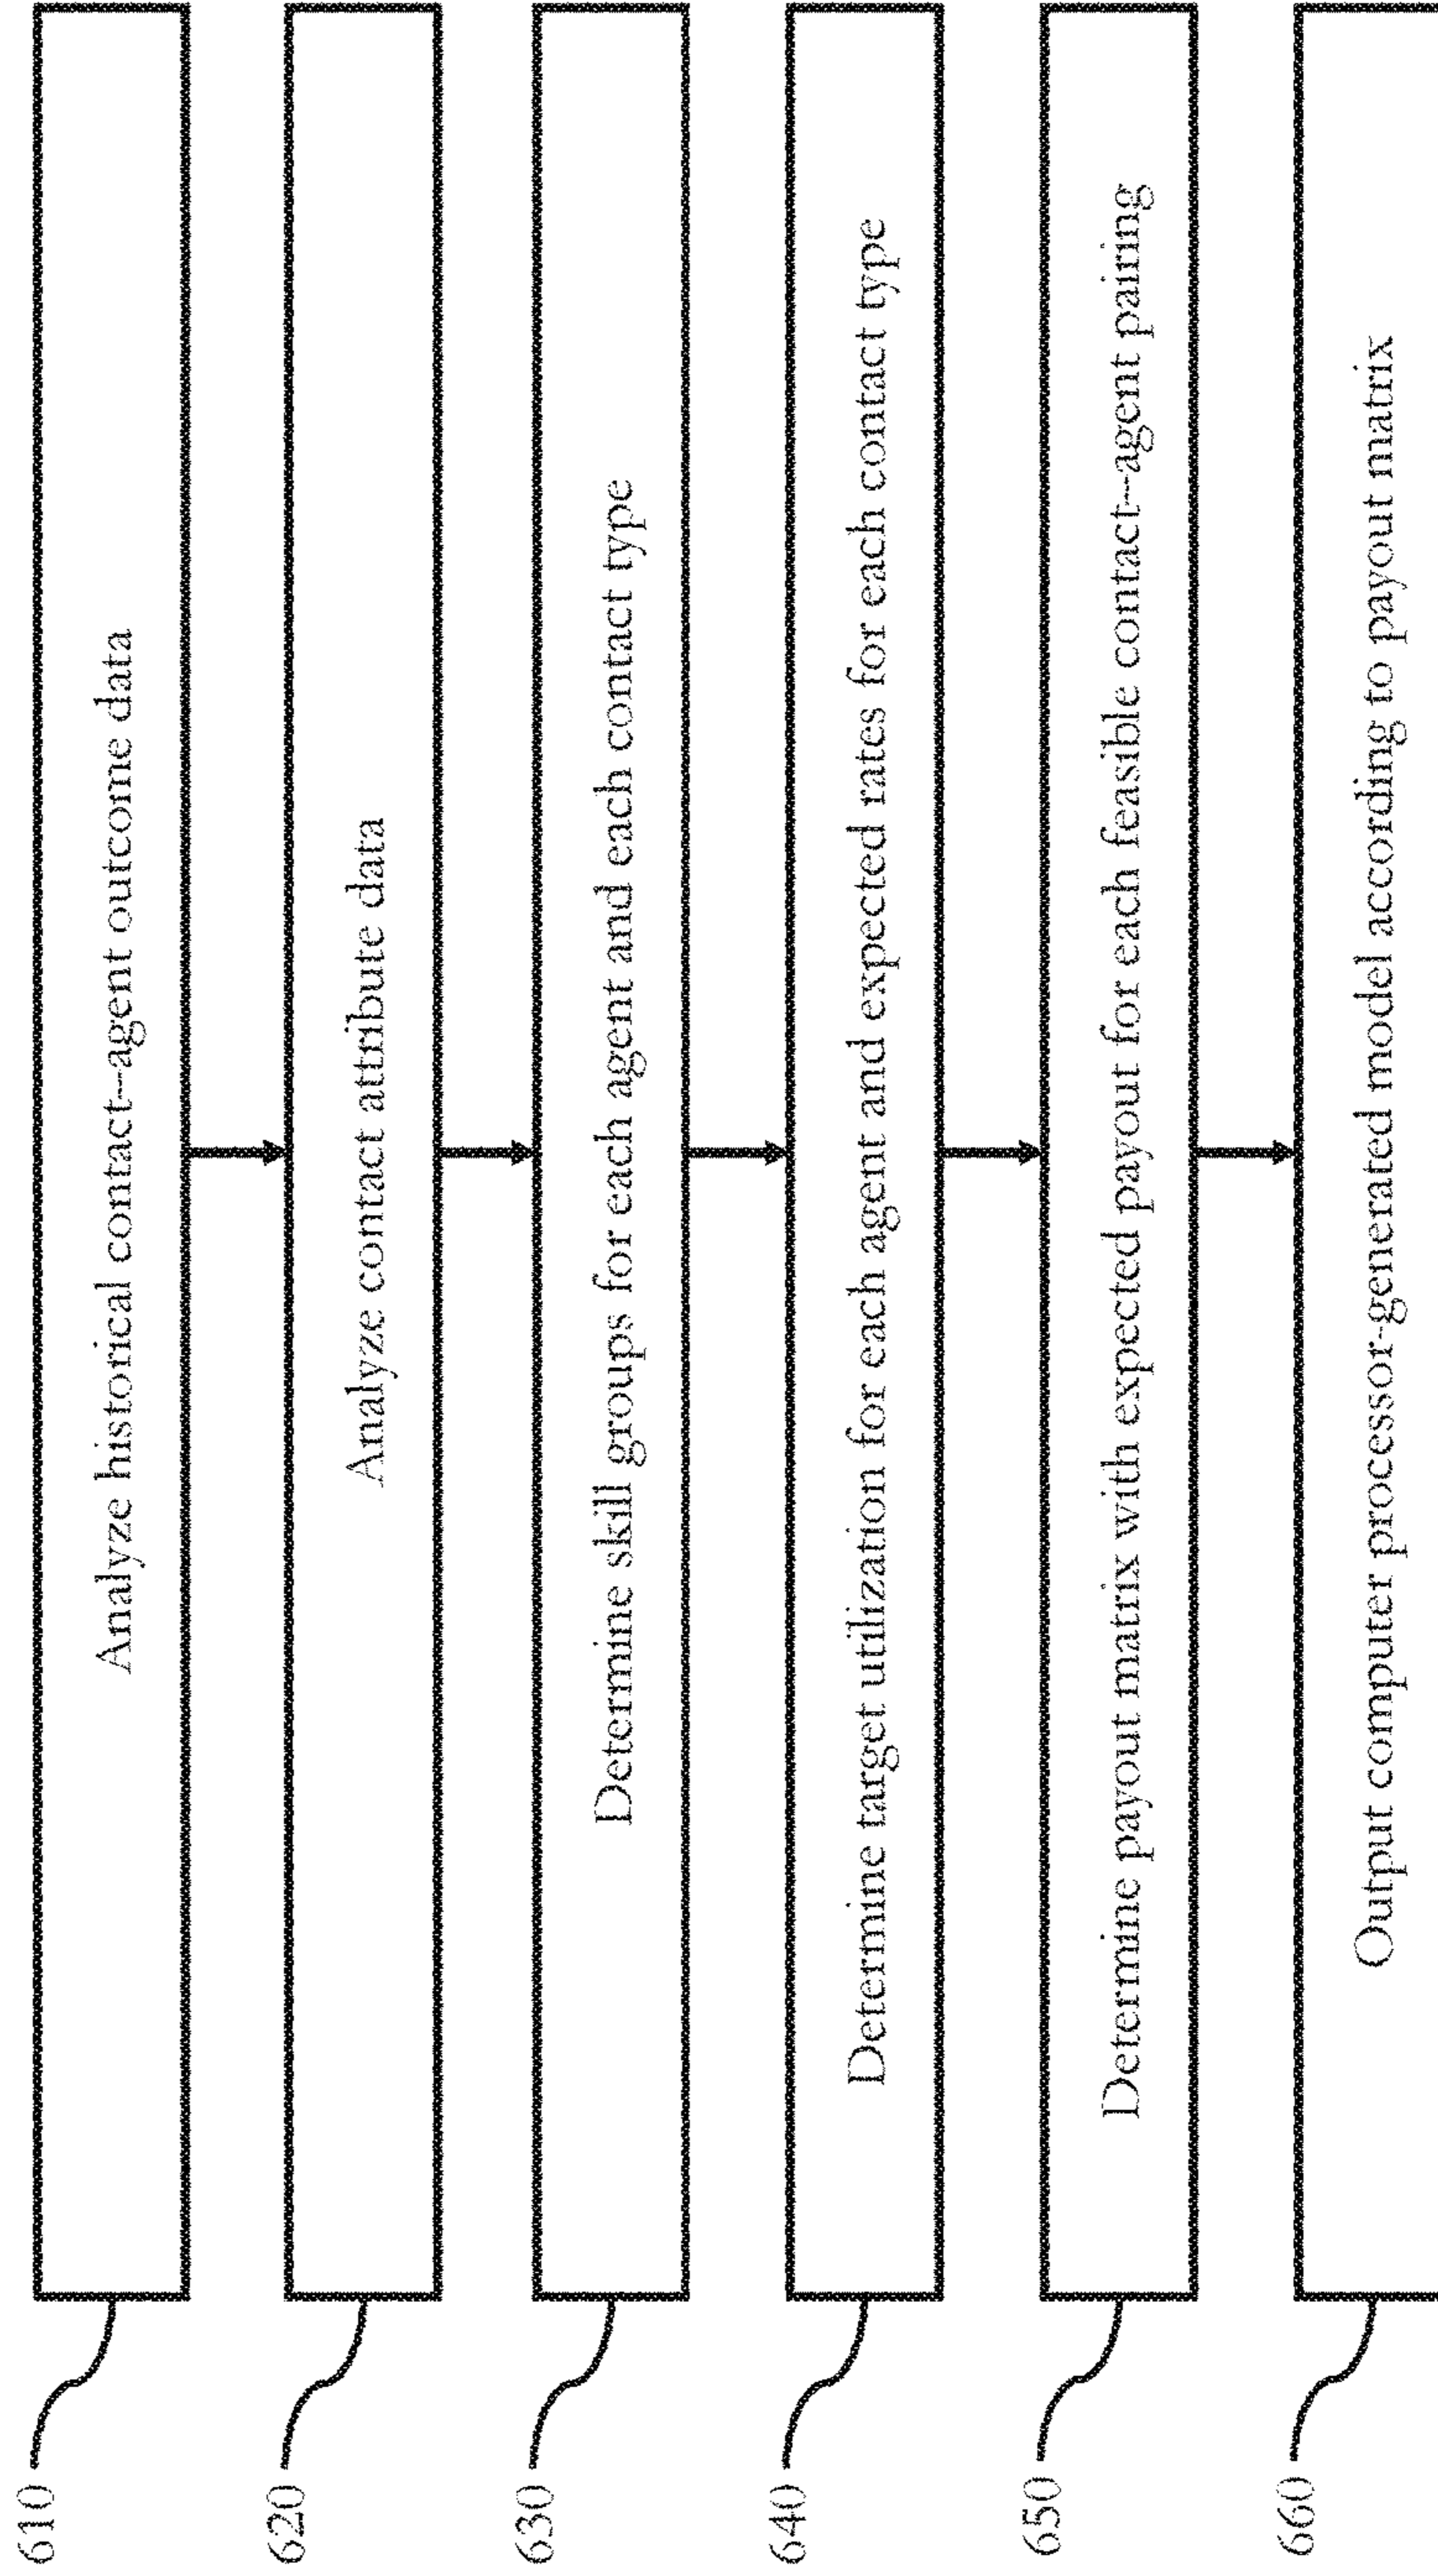 610
Analyze historical contact--agent outcome data
620
Analyze contact attribute data
630
Determine skill groups for each agent and each contact type
640
Determine target utilization for each agent and expected rates for each contact type
650
Determine payout matrix with expected payout for each feasible contact--agent pairing
660
Output computer processor-generated model according to payout matrix